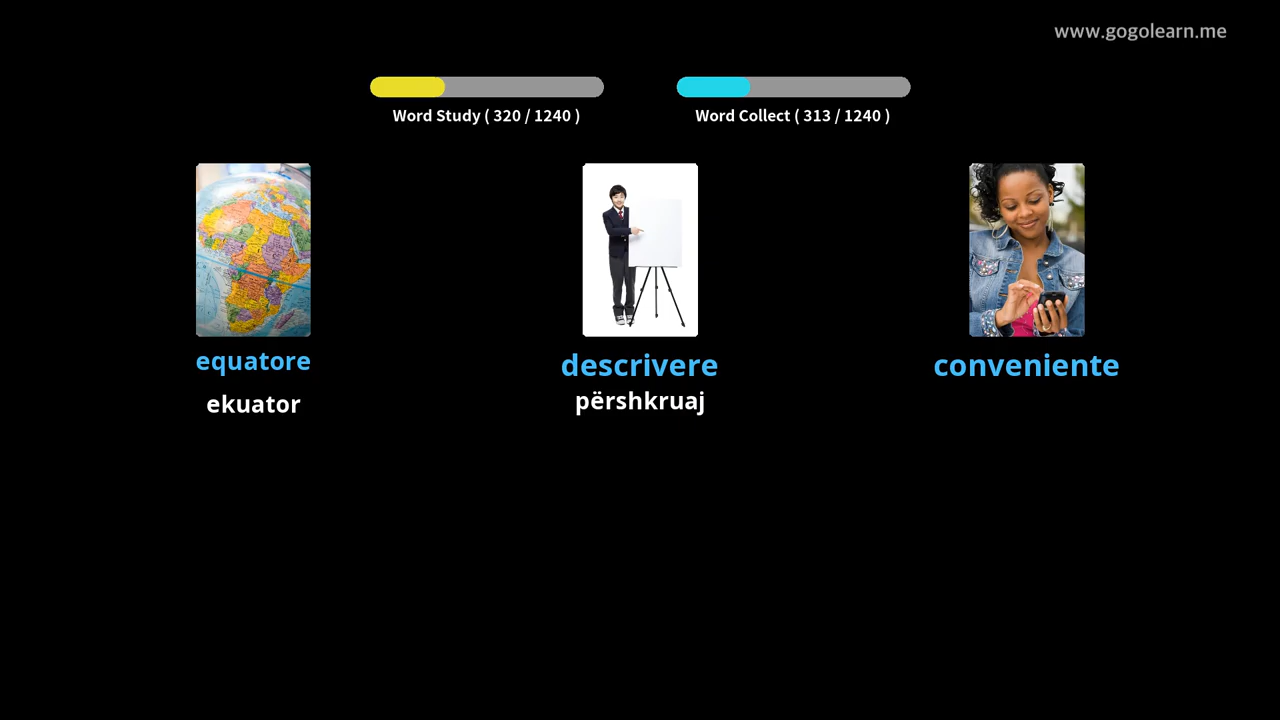 www.gogolearn.me
Word Study ( 320 / 1240 )
Word Collect ( 313 / 1240 )
equatore
descrivere
conveniente
ekuator
përshkruaj